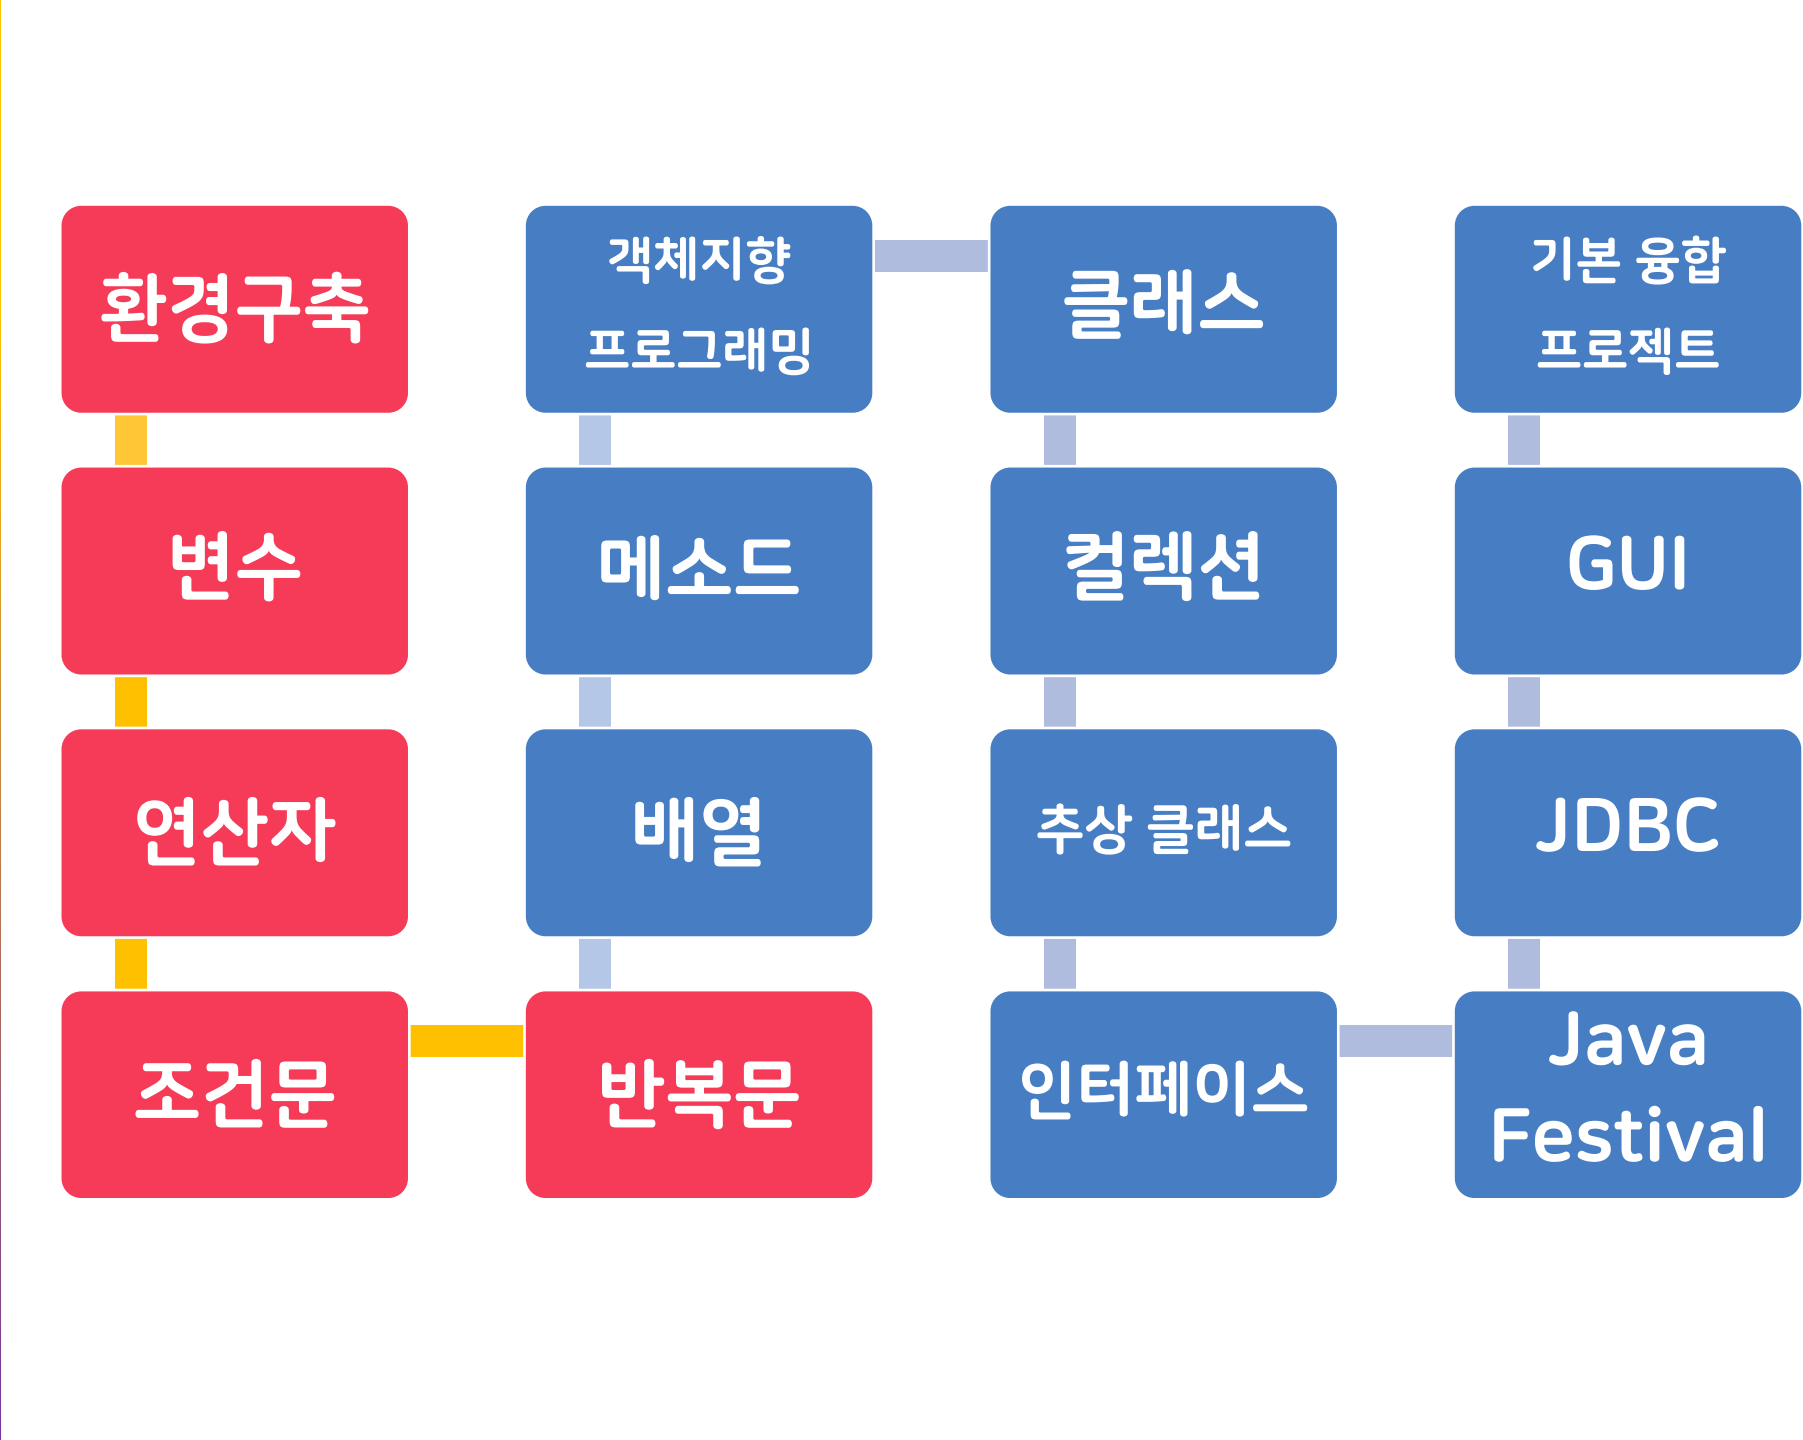 환경구축
변수
연산자
조건문
반복문
배열
메소드
객체지향
프로그래밍
클래스
컬렉션
추상 클래스
인터페이스
Java
Festival
JDBC
GUI
기본 융합
프로젝트